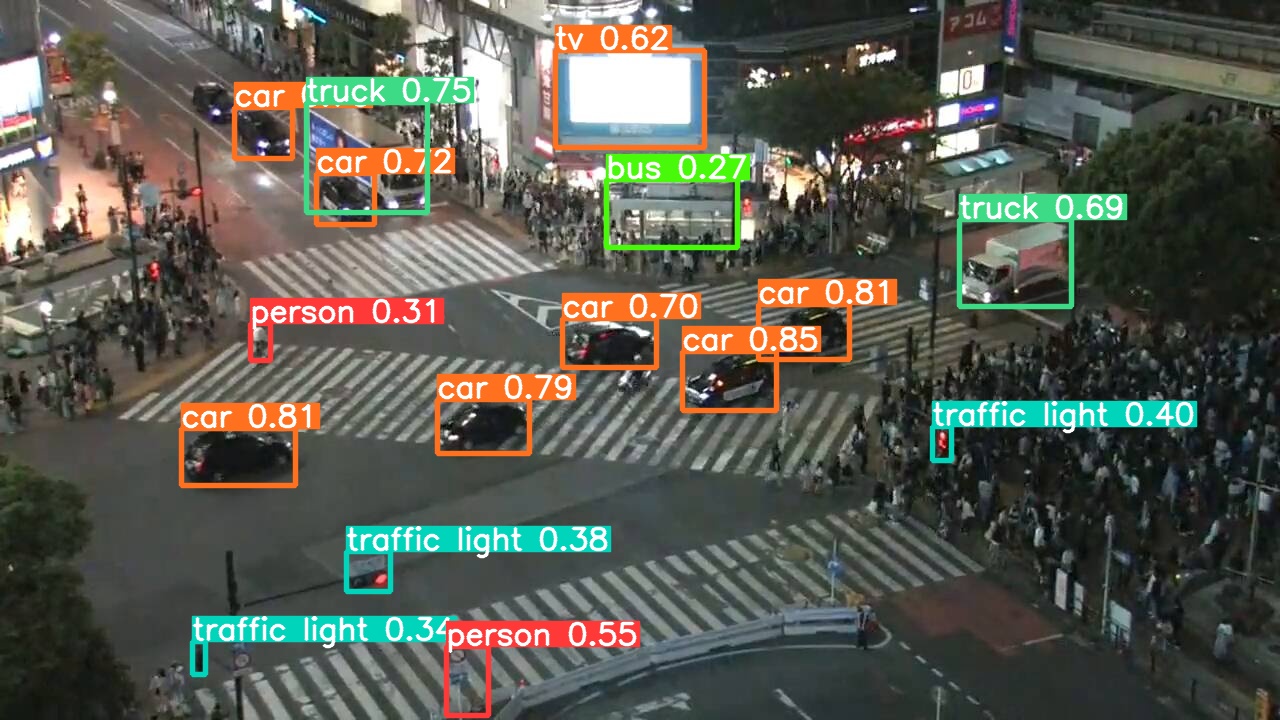 アコム
tv 0.62
truck 0.75
car
car 0.72
bus 0.27
JR
truck 0.69
car 0.81
car 0.70
person 0.31
car 0.85
car 0.79
car 0.81
traffic light 0.40
traffic light 0.38
traffic light 0.34
person 0.55